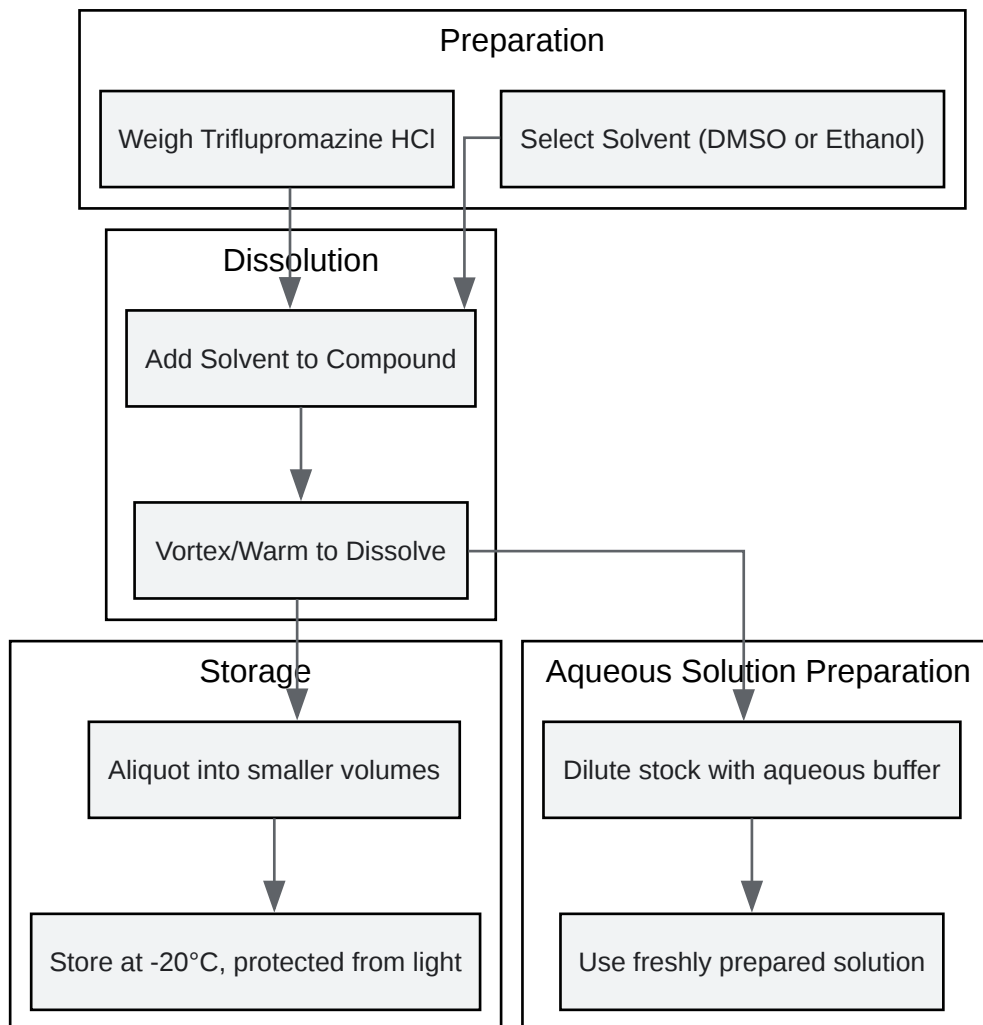 Preparation
Weigh Triflupromazine HCl
Select Solvent (DMSO or Ethanol)
Dissolution
Add Solvent to Compound
Vortex/Warm to Dissolve
Storage
Aliquot into smaller volumes
Store at -20°C, protected from light
Aqueous Solution Preparation
Dilute stock with aqueous buffer
Use freshly prepared solution